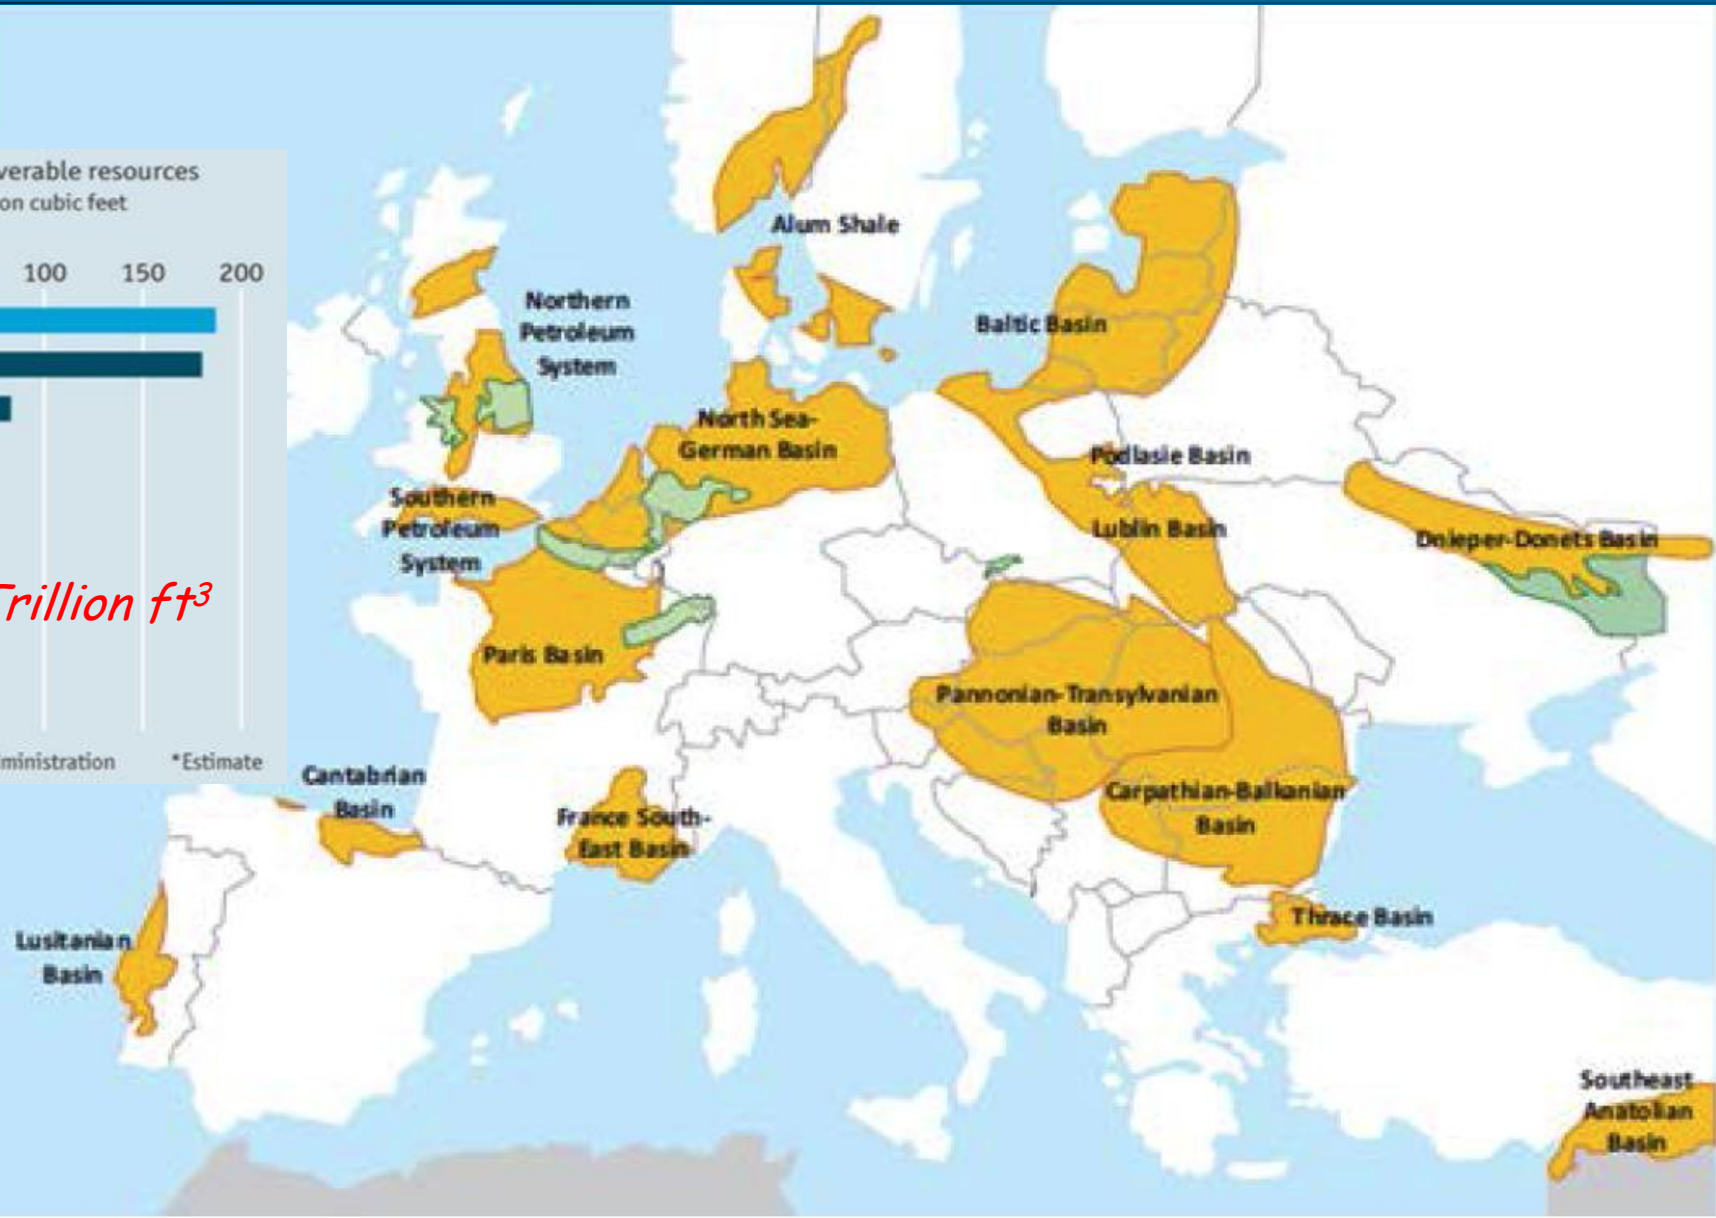 verable resources
on cubic feet
100 150 200
Trillion ft³
ministration *Estimate
Alum Shale
Northern
Petroleum
System
Baltic Basin
North Sea-
German Basin
Podlasie Basin
Southern
Petroleum
System
Lublin Basin
Dnieper-Donets Basin
Paris Basin
Pannonian-Transylvanian
Basin
Cantabrian
Basin
France South-
East Basin
Carpathian-Balkanian
Basin
Thrace Basin
Lusitanian
Basin
Southeast
Anatolian
Basin